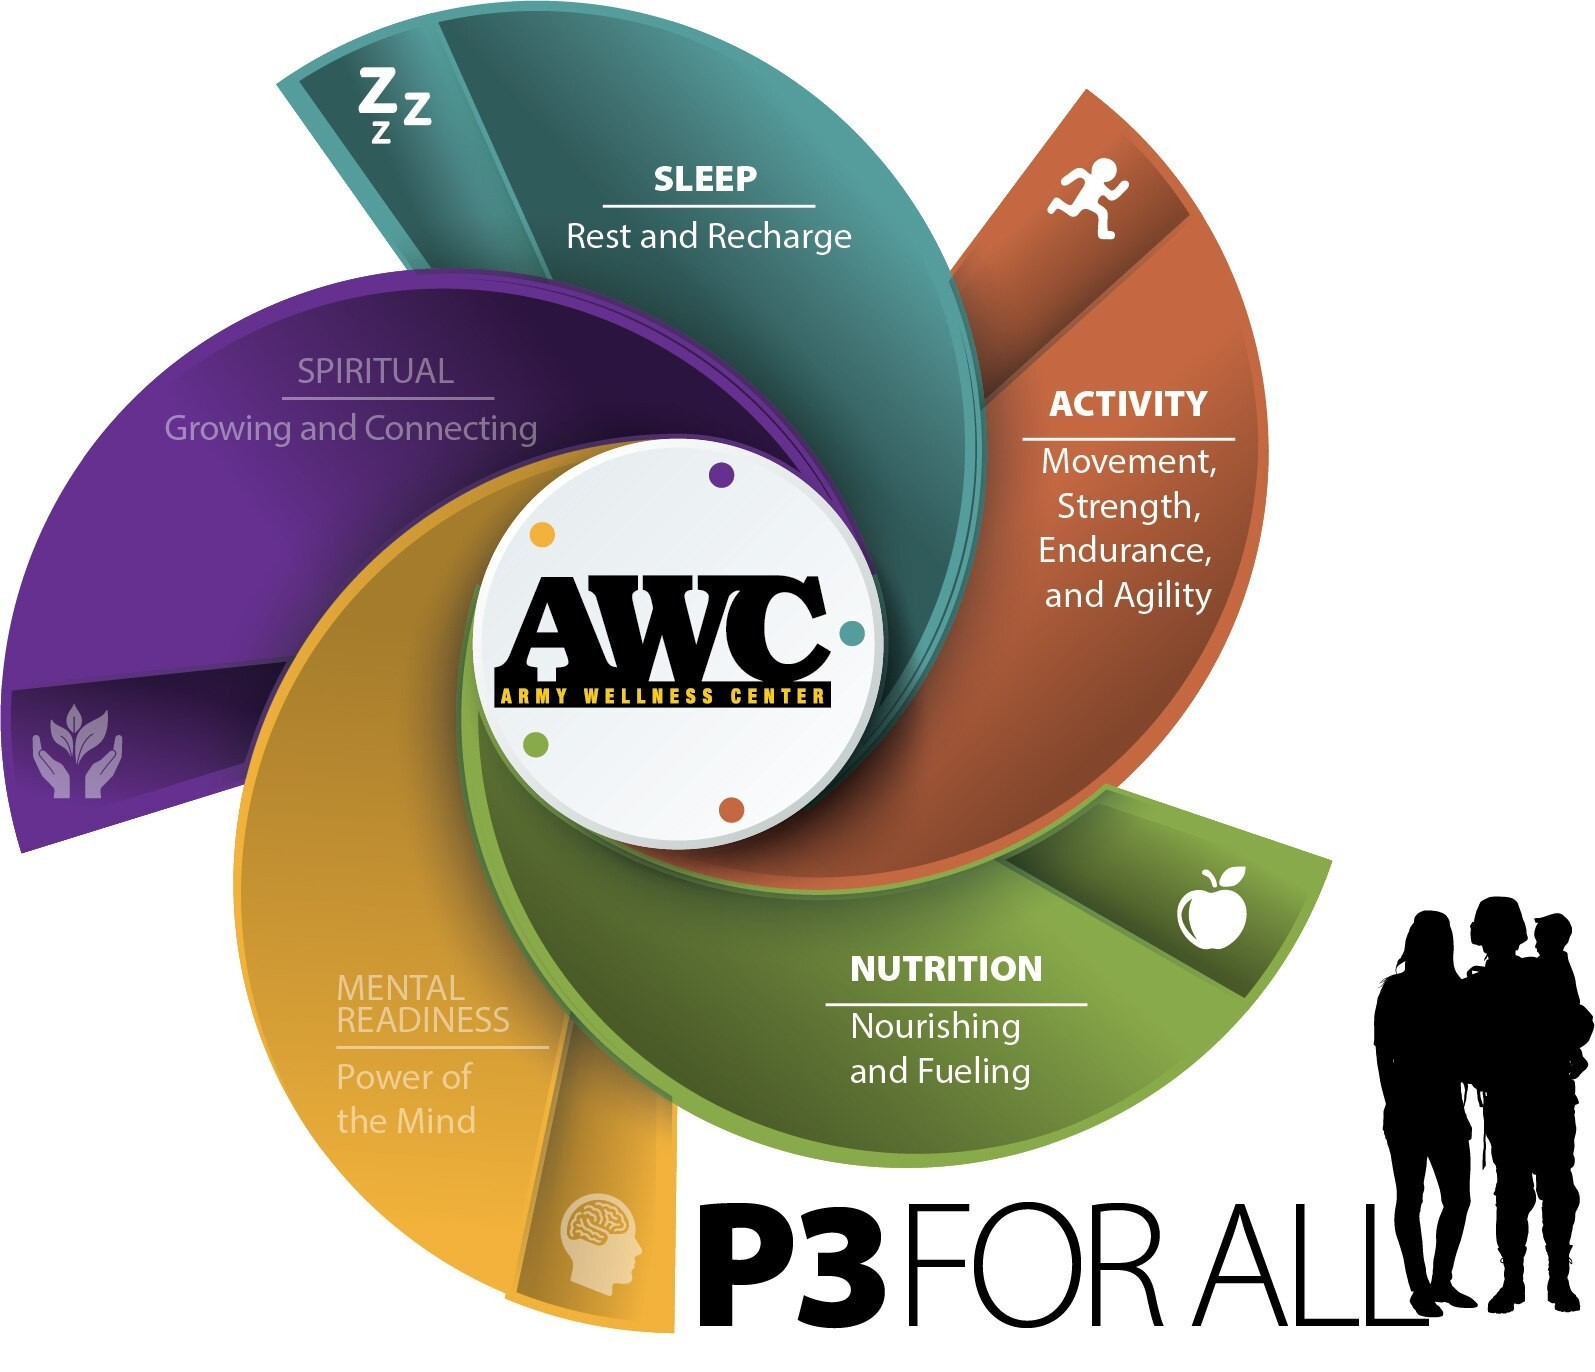 Z Z
Z
SLEEP
Rest and Recharge
ACTIVITY
Movement,
Strength,
Endurance,
and Agility
SPIRITUAL
Growing and Connecting
AWC
ARMY WELLNESS CENTER
NUTRITION
Nourishing
and Fueling
MENTAL
READINESS
Power of
the Mind
P3 FOR ALL